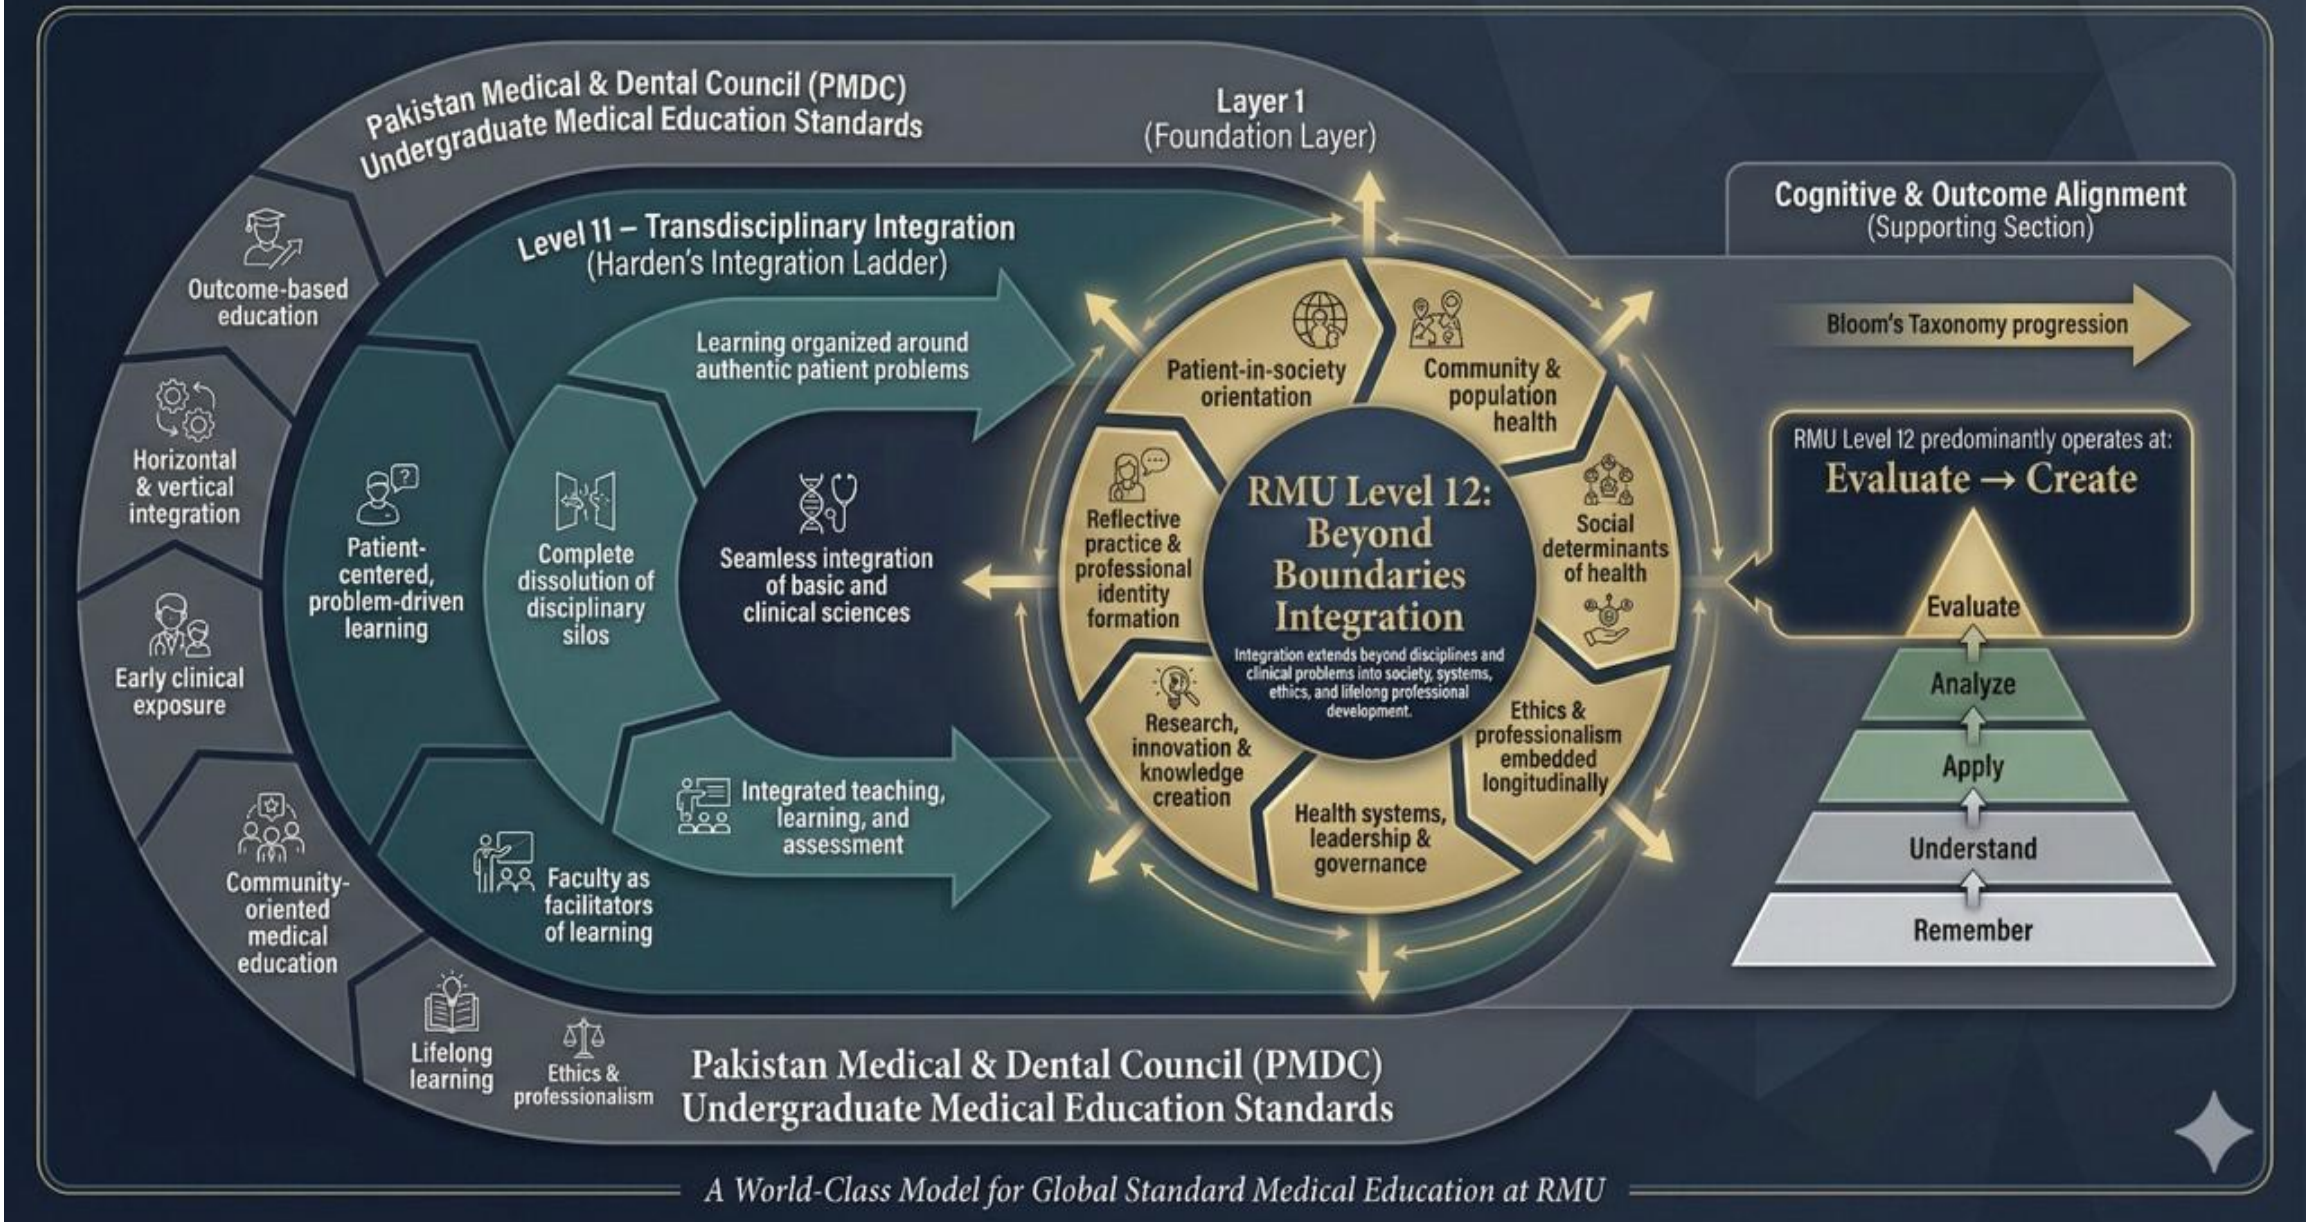 Pakistan Medical & Dental Council (PMDC)
Undergraduate Medical Education Standards
Layer 1
(Foundation Layer)
Outcome-based
education
Horizontal
& vertical
integration
Early clinical
exposure
Community-
oriented
medical
education
Lifelong
learning
Ethics &
professionalism
Pakistan Medical & Dental Council (PMDC)
Undergraduate Medical Education Standards
Level 11 – Transdisciplinary Integration
(Harden's Integration Ladder)
Patient-
centered,
problem-driven
learning
Faculty as
facilitators
of learning
Learning organized around
authentic patient problems
Complete
dissolution of
disciplinary
silos
Integrated teaching,
learning, and
assessment
Seamless integration
of basic and
clinical sciences
Patient-in-society
orientation
Community &
population
health
Social
determinants
of health
Ethics &
professionalism
embedded
longitudinally
Health systems,
leadership &
governance
Research,
innovation &
knowledge
creation
Reflective
practice &
professional
identity
formation
RMU Level 12:
Beyond
Boundaries
Integration
Integration extends beyond disciplines and
clinical problems into society, systems,
ethics, and lifelong professional
development.
Cognitive & Outcome Alignment
(Supporting Section)
Bloom's Taxonomy progression
RMU Level 12 predominantly operates at:
Evaluate → Create
Evaluate
Analyze
Apply
Understand
Remember
A World-Class Model for Global Standard Medical Education at RMU